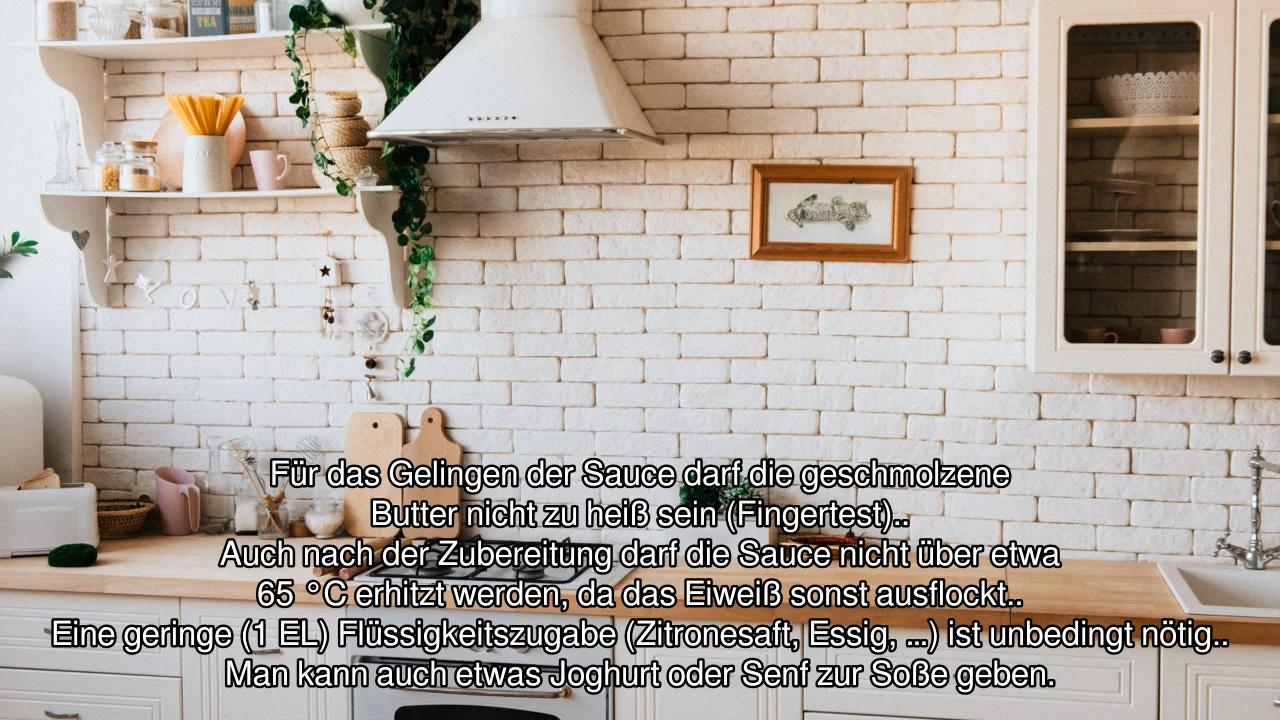 TEA
LOV
Für das Gelingen der Sauce darf die geschmolzene
Butter nicht zu heiß sein (Fingertest)..
Auch nach der Zubereitung darf die Sauce nicht über etwa
65 °C erhitzt werden, da das Eiweiß sonst ausflockt..
Eine geringe (1 EL) Flüssigkeitszugabe (Zitronesaft, Essig, ...) ist unbedingt nötig..
Man kann auch etwas Joghurt oder Senf zur Soße geben.